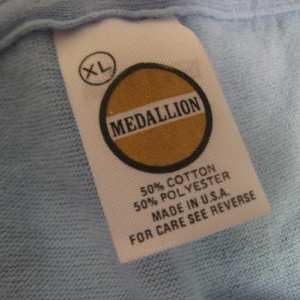 XL
MEDALLION
50% COTTON
50% POLYESTER
MADE IN U.S.A.
FOR CARE SEE REVERSE